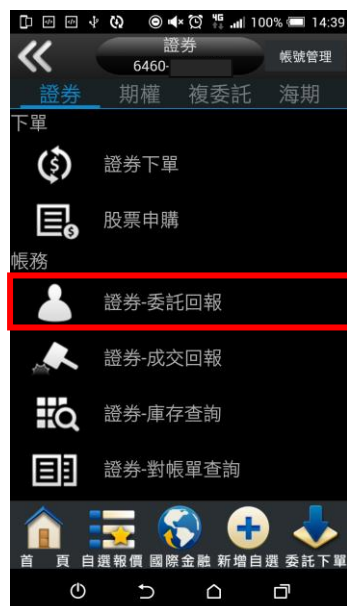 4G
100%
14:39
證券
6460-
帳號管理
證券 期權 複委託 海期
下單
證券下單
股票申購
帳務
證券-委託回報
證券-成交回報
證券-庫存查詢
證券-對帳單查詢
首 頁 自選報價 國際金融 新增自選 委託下單